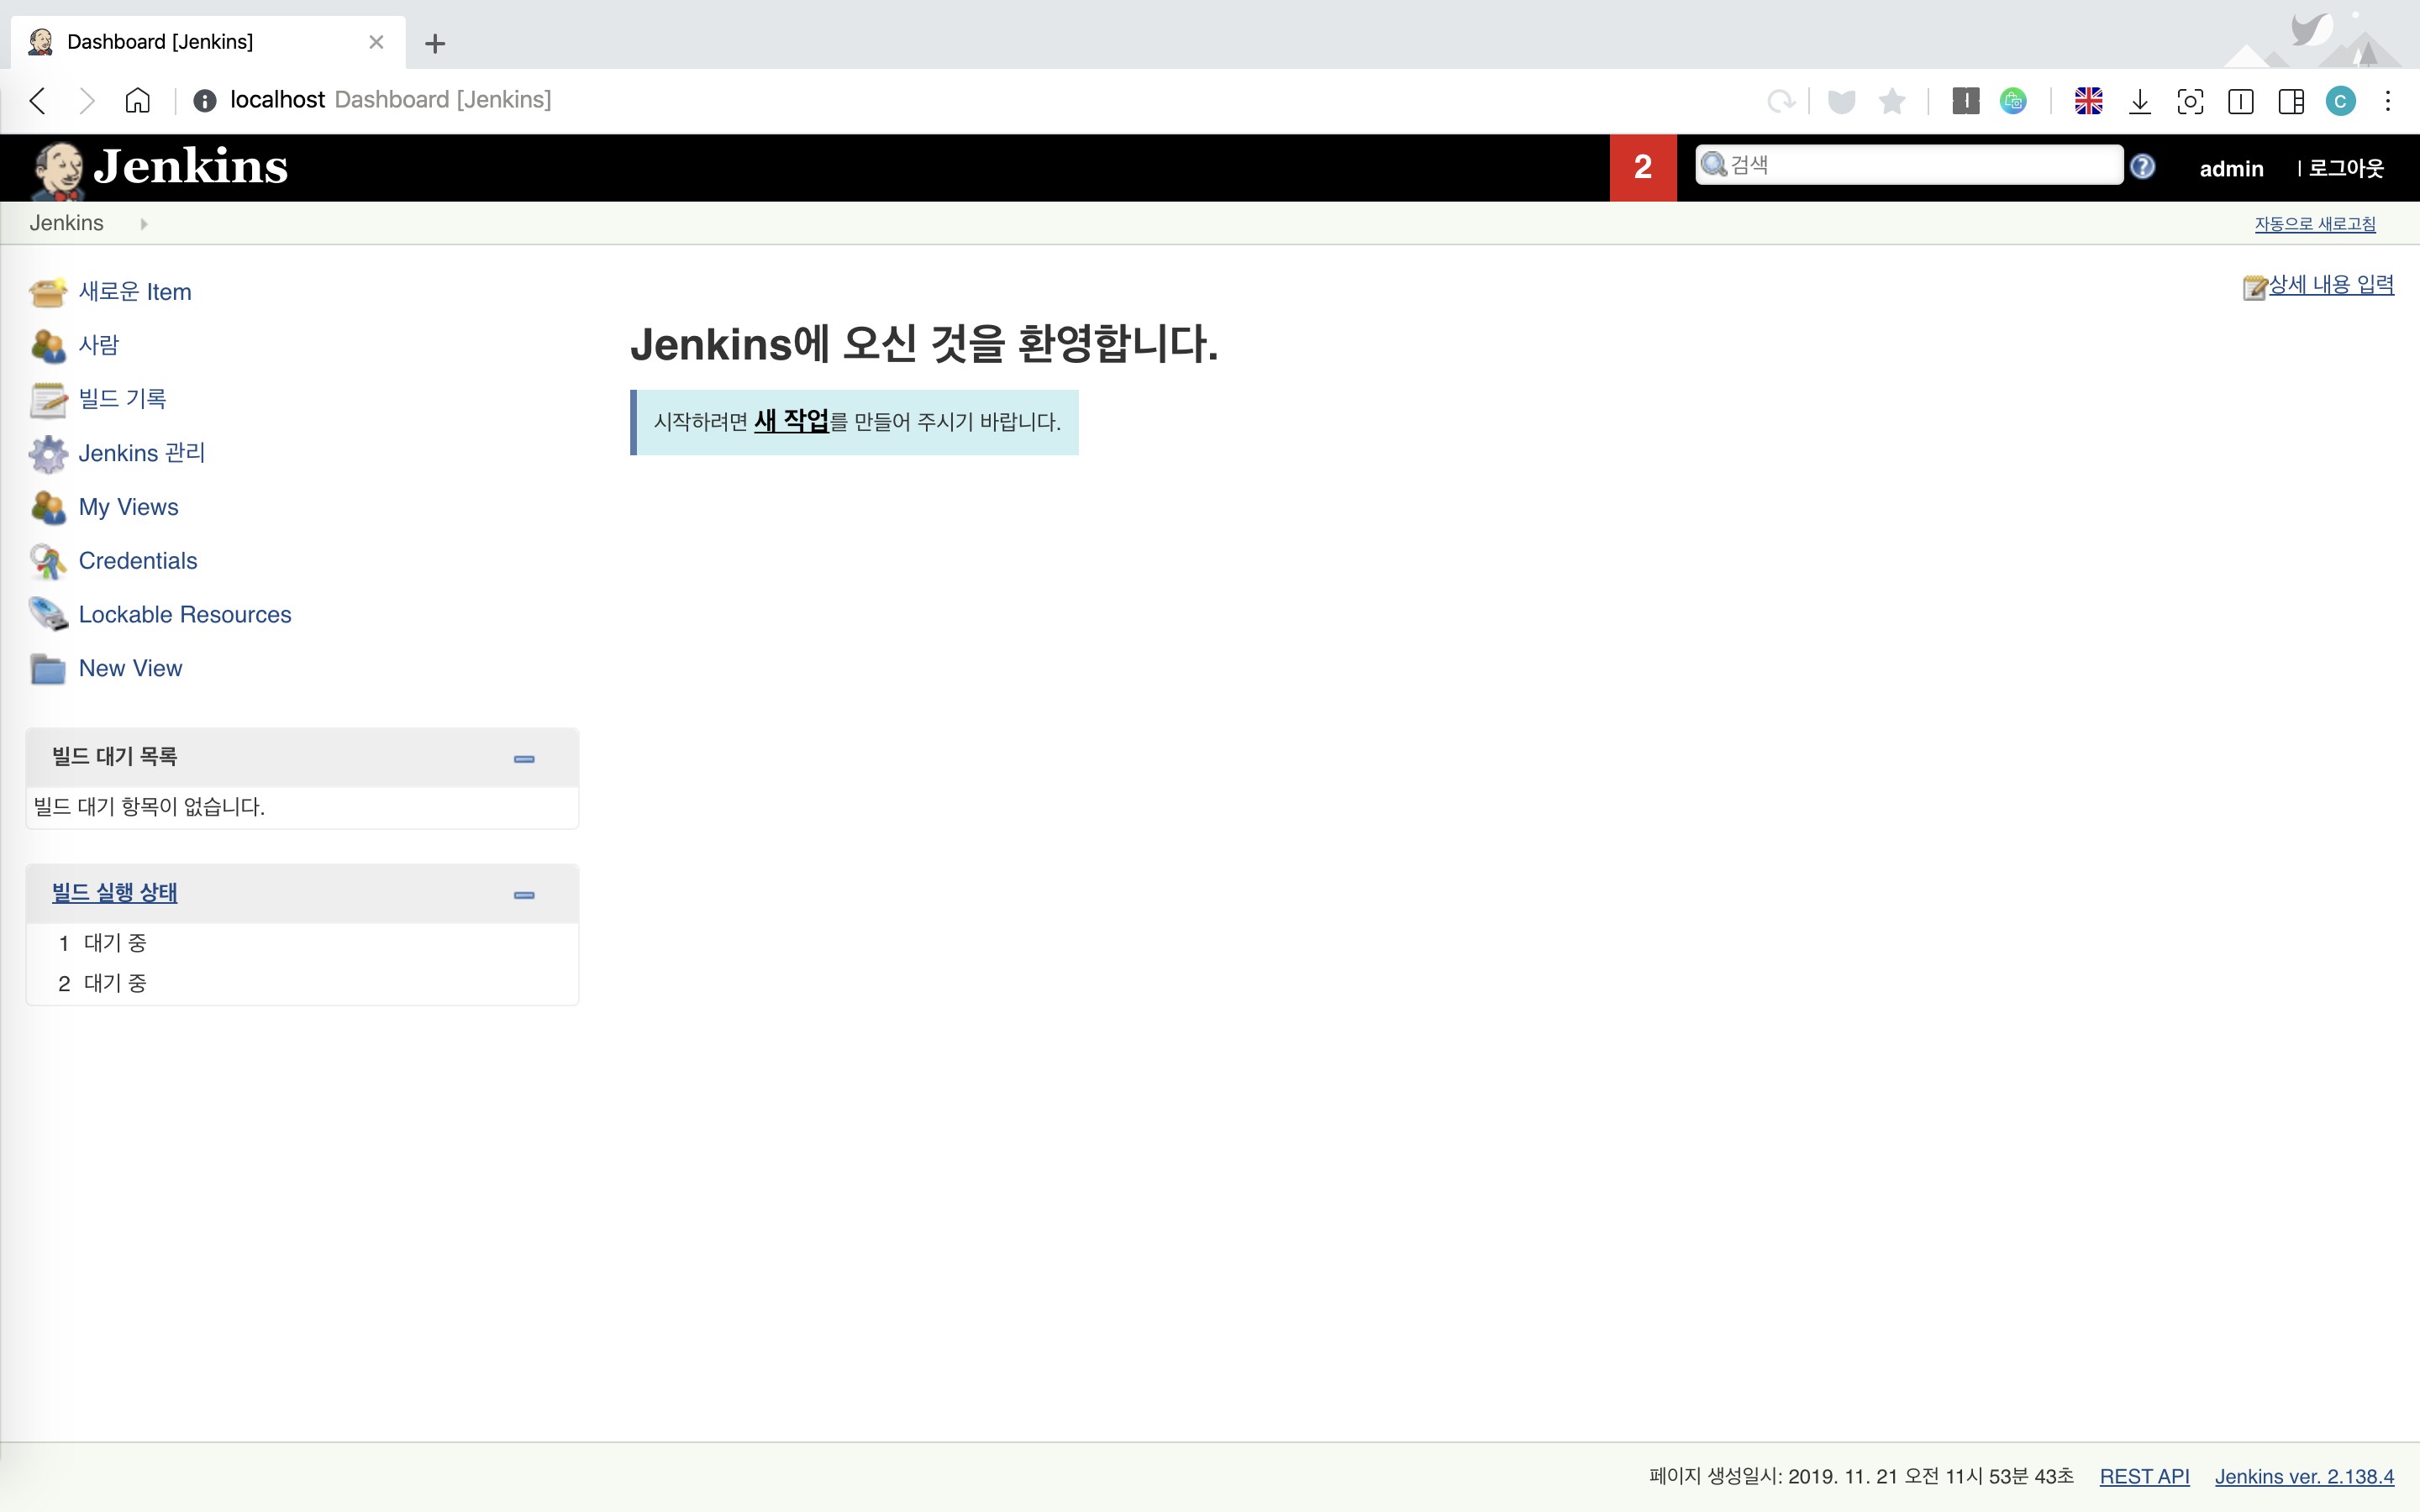 Dashboard [Jenkins]
localhost Dashboard [Jenkins]
C
Jenkins
2
검색
admin
| 로그아웃
Jenkins
자동으로 새로고침
상세 내용 입력
새로운 Item
사람
빌드 기록
Jenkins 관리
My Views
Credentials
Lockable Resources
New View
Jenkins에 오신 것을 환영합니다.
시작하려면 새 작업를 만들어 주시기 바랍니다.
빌드 대기 목록
빌드 대기 항목이 없습니다.
빌드 실행 상태
1 대기 중
2 대기 중
페이지 생성일시: 2019. 11. 21 오전 11시 53분 43초 REST API Jenkins ver. 2.138.4